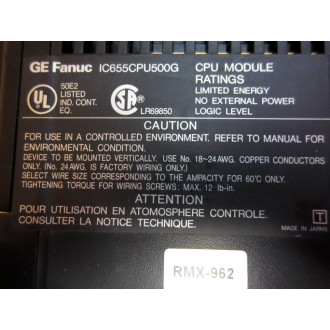 GE Fanuc IC655CPU500G CPU MODULE
RATINGS
50E2
LISTED
IND. CONT.
EQ.
UL
SA
LR69850
LIMITED ENERGY
NO EXTERNAL POWER
LOGIC LEVEL
CAUTION
FOR USE IN A CONTROLLED ENVIRONMENT. REFER TO MANUAL FOR
ENVIRONMENTAL CONDITION.
DEVICE TO BE MOUNTED VERTICALLY. USE No. 18~24AWG. COPPER CONDUCTORS
ONLY. (No. 24AWG. IS FACTORY WIRING ONLY.)
SELECT WIRE SIZE CORRESPONDING TO THE AMPACITY FOR 60°C ONLY.
TIGHTENING TORQUE FOR WIRING SCREWS: MAX. 12 lb-in.
ATTENTION
POUR UTILISATION EN ATOMOSPHERE CONTROLE.
CONSULTER LA NOTICE TECHNIQUE.
T
MADE IN JAPAN
RMX-962